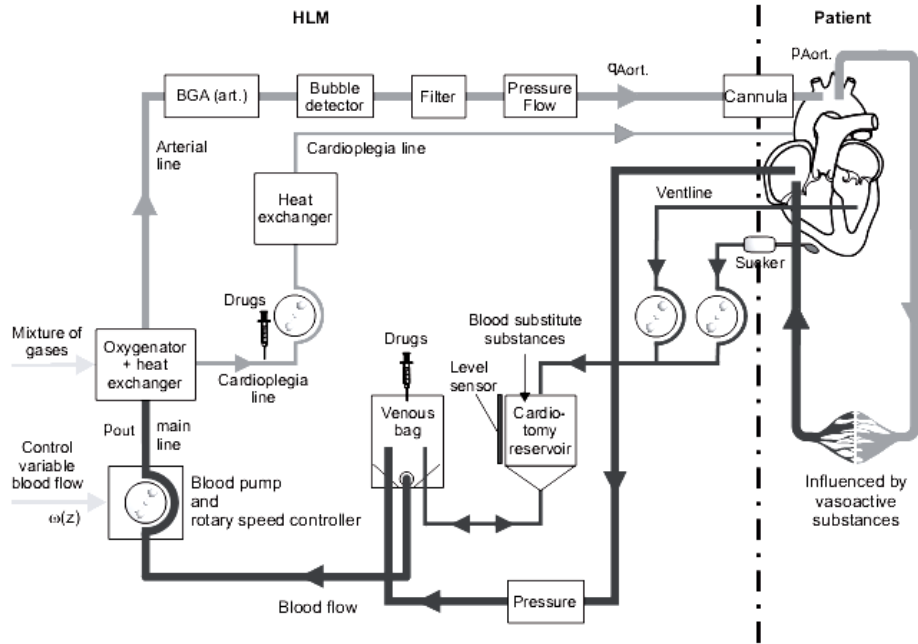 HLM
Patient
BGA (art.)
Bubble
detector
Filter
Pressure
Flow
qAort.
Cannula
pAort.
Arterial
line
Cardioplegia line
Heat
exchanger
Ventline
Sucker
Drugs
Mixture of
gases
Oxygenator
+ heat
exchanger
Cardioplegia
line
Drugs
Blood substitute
substances
Level
sensor
Venous
bag
Cardio-
tomy
reservoir
pout
main
line
Control
variable
blood flow
ω(z)
Blood pump
and
rotary speed controller
Influenced by
vasoactive
substances
Blood flow
Pressure